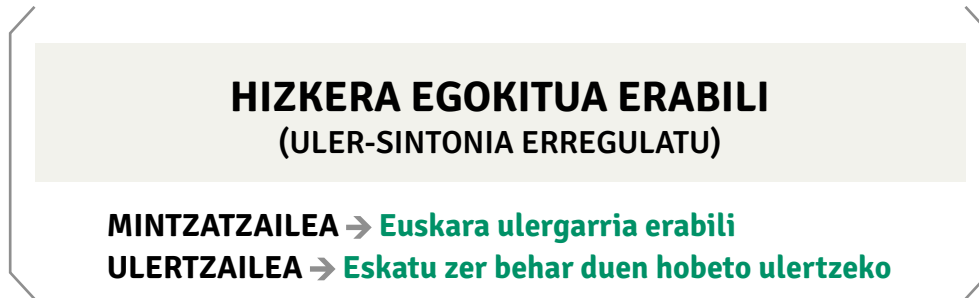 HIZKERA EGOKITUA ERABILI
(ULER-SINTONIA ERREGULATU)
MINTZATZAILEA → Euskara ulergarria erabili
ULERTZAILEA → Eskatu zer behar duen hobeto ulertzeko